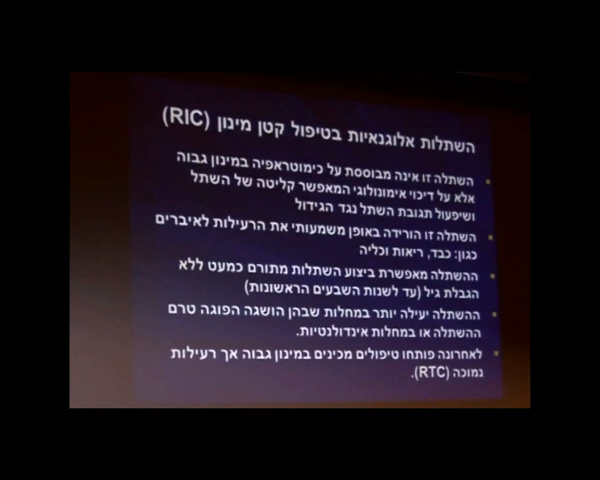 השתלות אלוגנאיות בטיפול קטן מינון (RIC)
השתלה זו אינה מבוססת על כימוטראפיה במינון גבוה
אלא על דיכוי אימונולוגי המאפשר קליטה של השתל
ושיפעול תגובת השתל נגד הגידול
השתלה זו הורידה באופן משמעותי את הרעילות לאיברים
כגון: כבד, ריאות וכליה
ההשתלה מאפשרת ביצוע השתלות מתורם כמעט ללא
הגבלת גיל (עד לשנות השבעים הראשונות)
ההשתלה יעילה יותר במחלות שבהן הושגה הפוגה טרם
ההשתלה או במחלות אינדולנטיות.
לאחרונה פותחו טיפולים מכינים במינון גבוה אך רעילות
נמוכה (RTC).